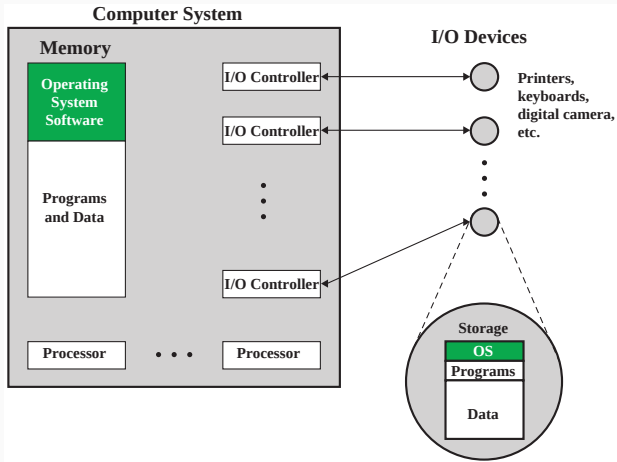 Computer System
Memory
Operating
System
Software
Programs
and Data
I/O Controller
I/O Controller
I/O Controller
Processor
Processor
I/O Devices
Printers,
keyboards,
digital camera,
etc.
Storage
OS
Programs
Data